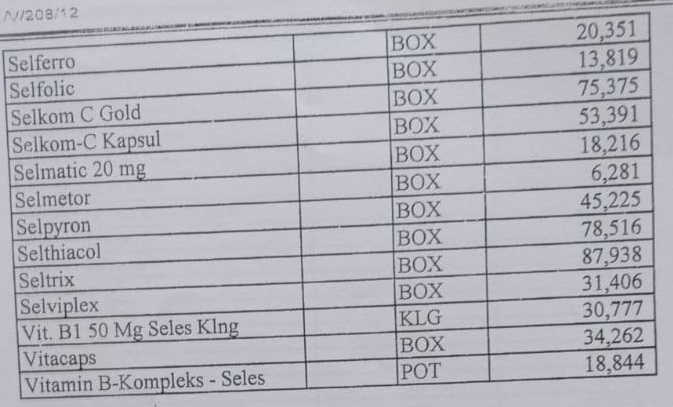 IV/208/12
Selferro BOX 20,351
Selfolic BOX 13,819
Selkom C Gold BOX 75,375
Selkom-C Kapsul BOX 53,391
Selmatic 20 mg BOX 18,216
Selmetor BOX 6,281
Selpyron BOX 45,225
Selthiacol BOX 78,516
Seltrix BOX 87,938
Selviplex BOX 31,406
Vit. B1 50 Mg Seles Klng KLG 30,777
Vitacaps BOX 34,262
Vitamin B-Kompleks - Seles POT 18,844